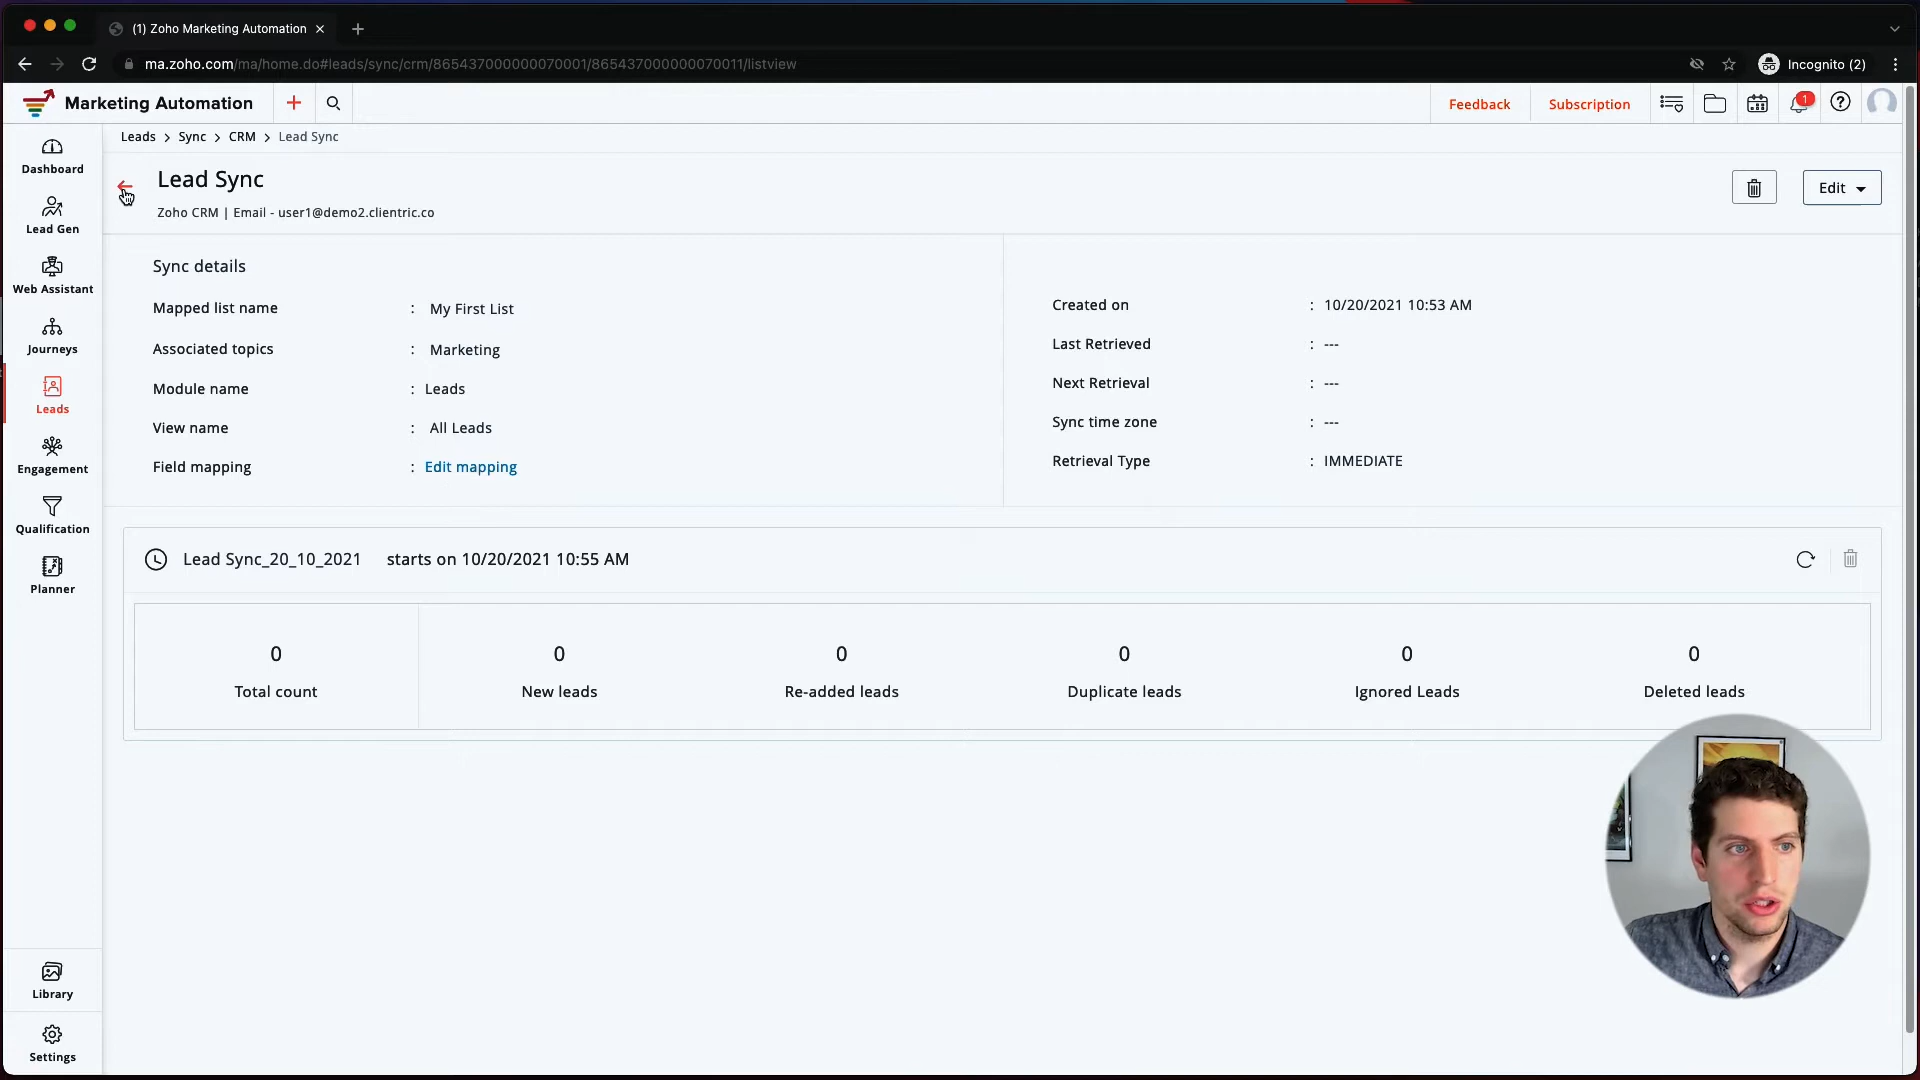 (1) Zoho Marketing Automation
ma.zoho.com/ma/home.do#leads/sync/crm/865437000000070001/865437000000070011/listview
Incognito (2)
Marketing Automation
Feedback
Subscription
1
Leads > Sync > CRM > Lead Sync
Dashboard
Lead Gen
Web Assistant
Journeys
Leads
Engagement
Qualification
Planner
Library
Settings
Lead Sync
Zoho CRM | Email - user1@demo2.clientric.co
Edit
Sync details
Mapped list name : My First List
Associated topics : Marketing
Module name : Leads
View name : All Leads
Field mapping : Edit mapping
Created on : 10/20/2021 10:53 AM
Last Retrieved : ---
Next Retrieval : ---
Sync time zone : ---
Retrieval Type : IMMEDIATE
Lead Sync_20_10_2021 starts on 10/20/2021 10:55 AM
0 0 0 0 0 0
Total count New leads Re-added leads Duplicate leads Ignored Leads Deleted leads